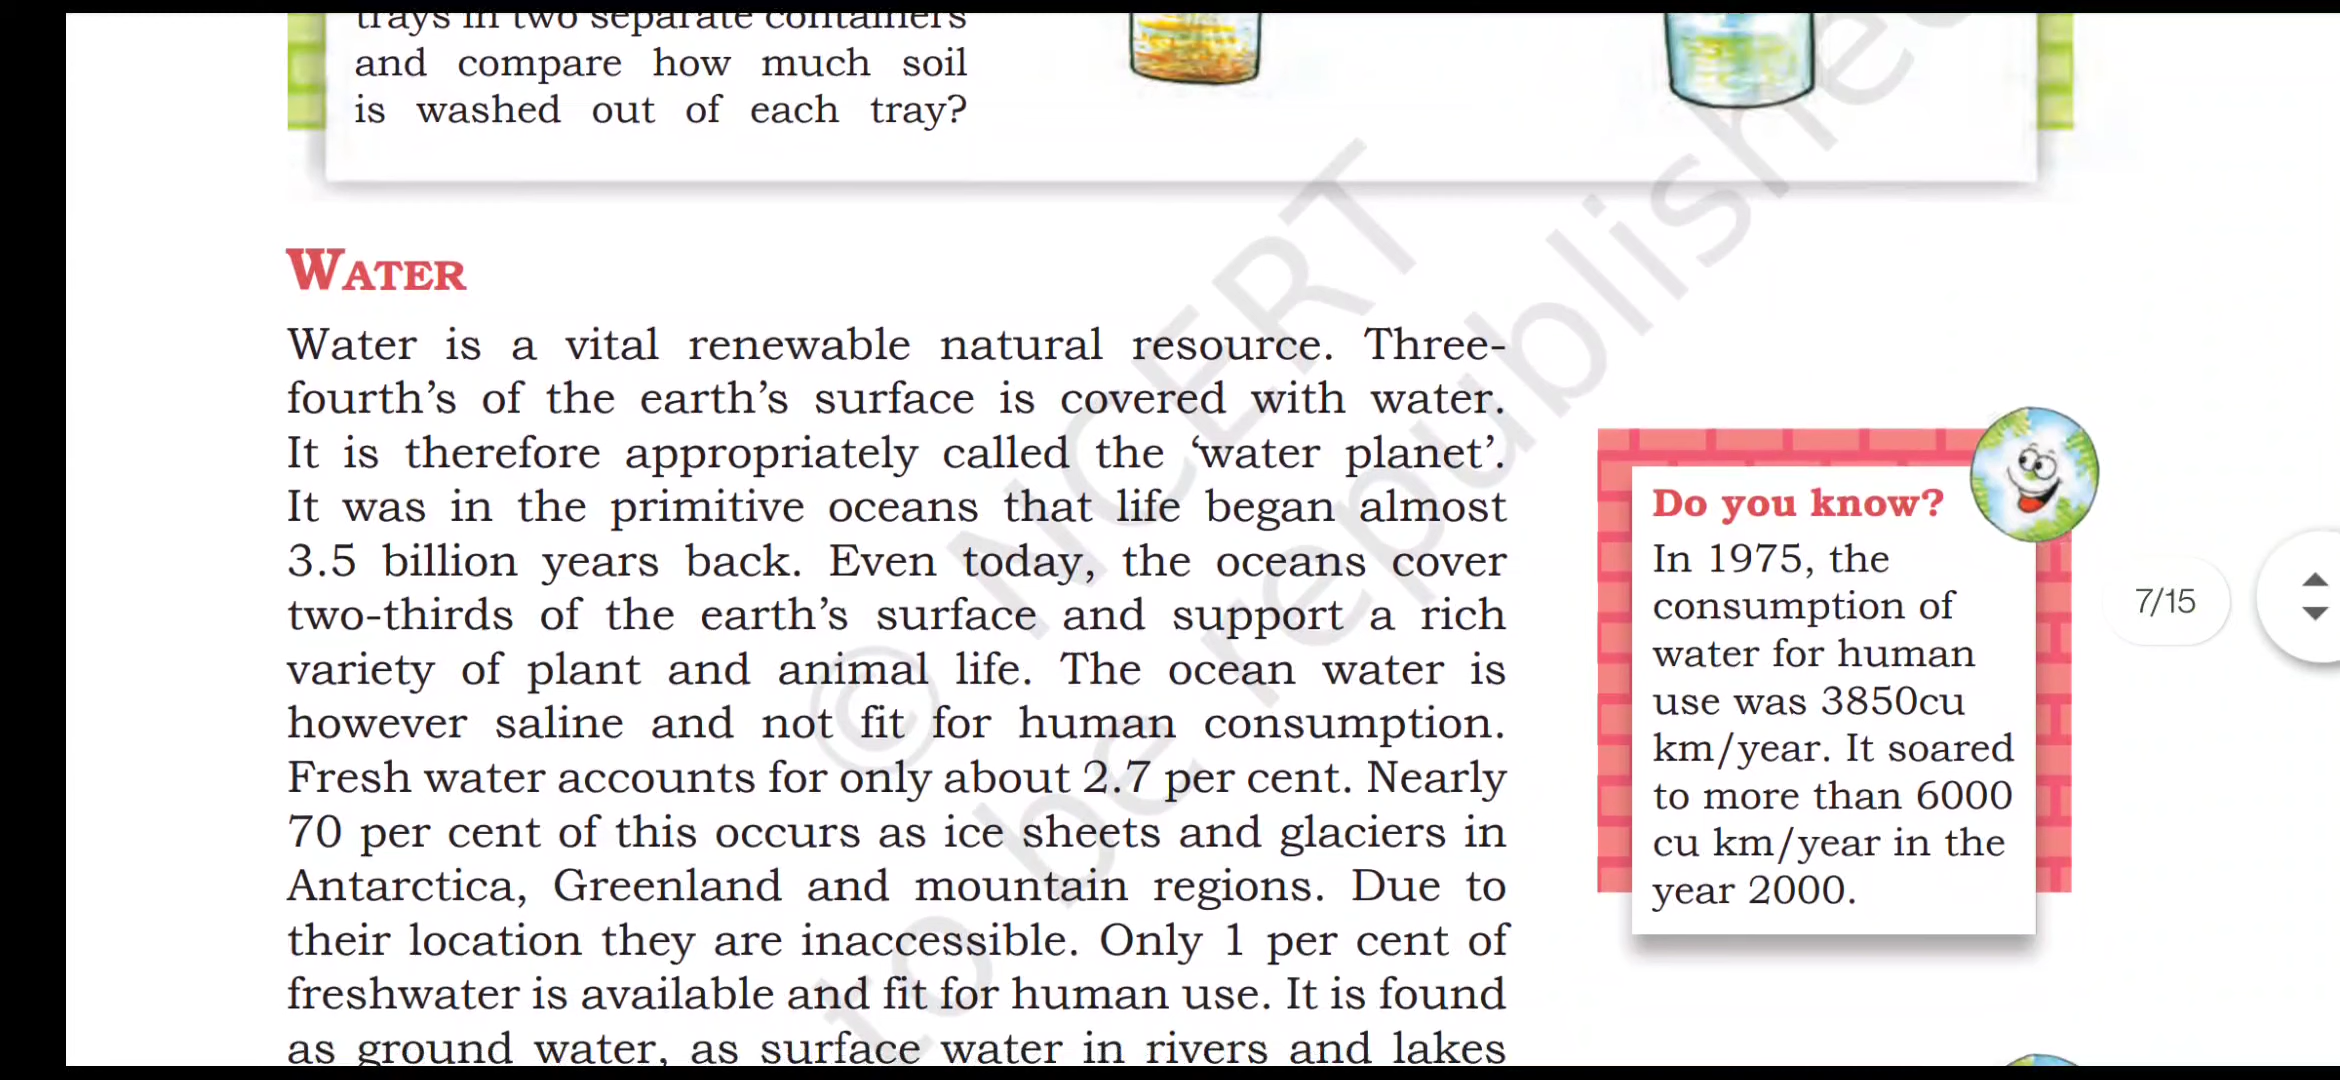 trays in two separate containers
and compare how much soil
is washed out of each tray?
WATER
Water is a vital renewable natural resource. Three-
fourth’s of the earth’s surface is covered with water.
It is therefore appropriately called the ‘water planet’.
It was in the primitive oceans that life began almost
3.5 billion years back. Even today, the oceans cover
two-thirds of the earth’s surface and support a rich
variety of plant and animal life. The ocean water is
however saline and not fit for human consumption.
Fresh water accounts for only about 2.7 per cent. Nearly
70 per cent of this occurs as ice sheets and glaciers in
Antarctica, Greenland and mountain regions. Due to
their location they are inaccessible. Only 1 per cent of
freshwater is available and fit for human use. It is found
as ground water, as surface water in rivers and lakes
Do you know?
In 1975, the
consumption of
water for human
use was 3850cu
km/year. It soared
to more than 6000
cu km/year in the
year 2000.
7/15
© NCERT
to be republished